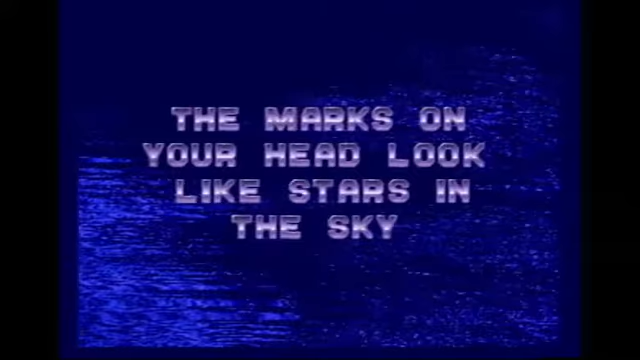 THE MARKS ON
YOUR HEAD LOOK
LIKE STARS IN
THE SKY